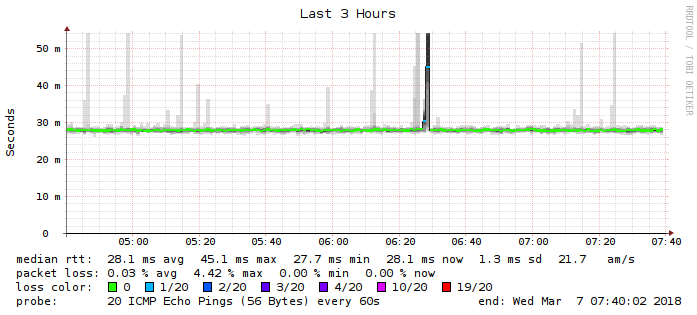 Last 3 Hours
RRDTOOL / TOBI OETIKER
Seconds
50 m
40 m
30 m
20 m
10 m
0
05:00 05:20 05:40 06:00 06:20 06:40 07:00 07:20 07:40
median rtt: 28.1 ms avg 45.1 ms max 27.7 ms min 28.1 ms now 1.3 ms sd 21.7 am/s
packet loss: 0.03 % avg 4.42 % max 0.00 % min 0.00 % now
loss color: 0 1/20 2/20 3/20 4/20 10/20 19/20
probe: 20 ICMP Echo Pings (56 Bytes) every 60s end: Wed Mar 7 07:40:02 2018